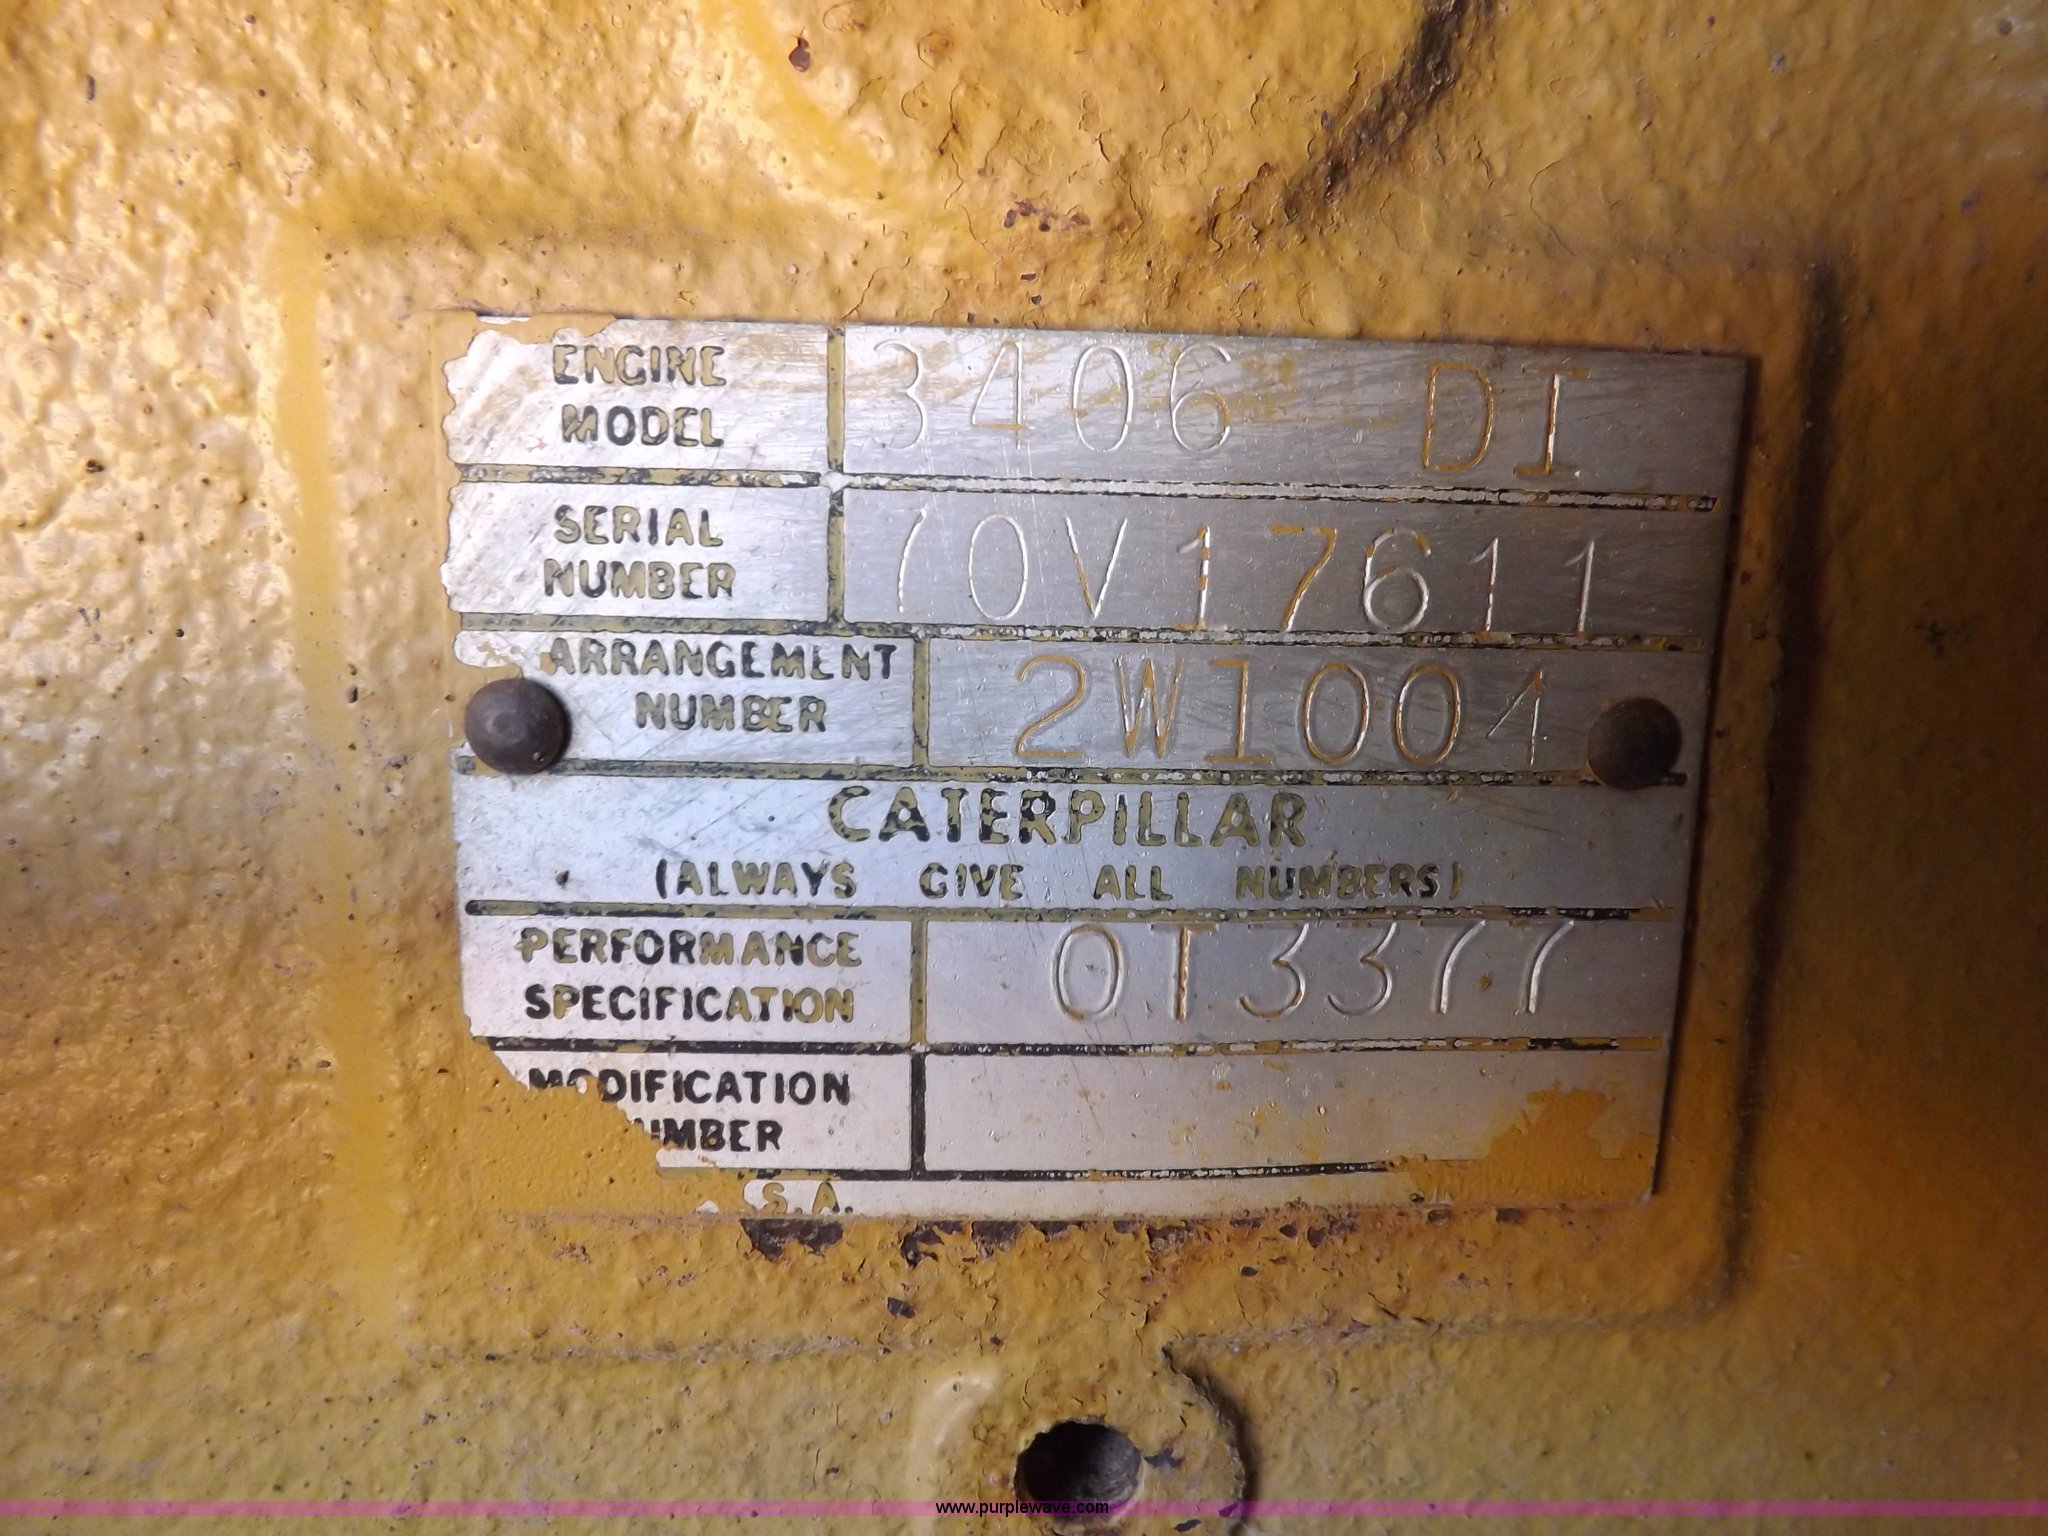 ENGINE MODEL 3406 DI
SERIAL NUMBER 70V17611
ARRANGEMENT NUMBER 2W1004
CATERPILLAR
(ALWAYS GIVE ALL NUMBERS)
PERFORMANCE SPECIFICATION 0T3377
MODIFICATION NUMBER
S.A.
www.purplewave.com